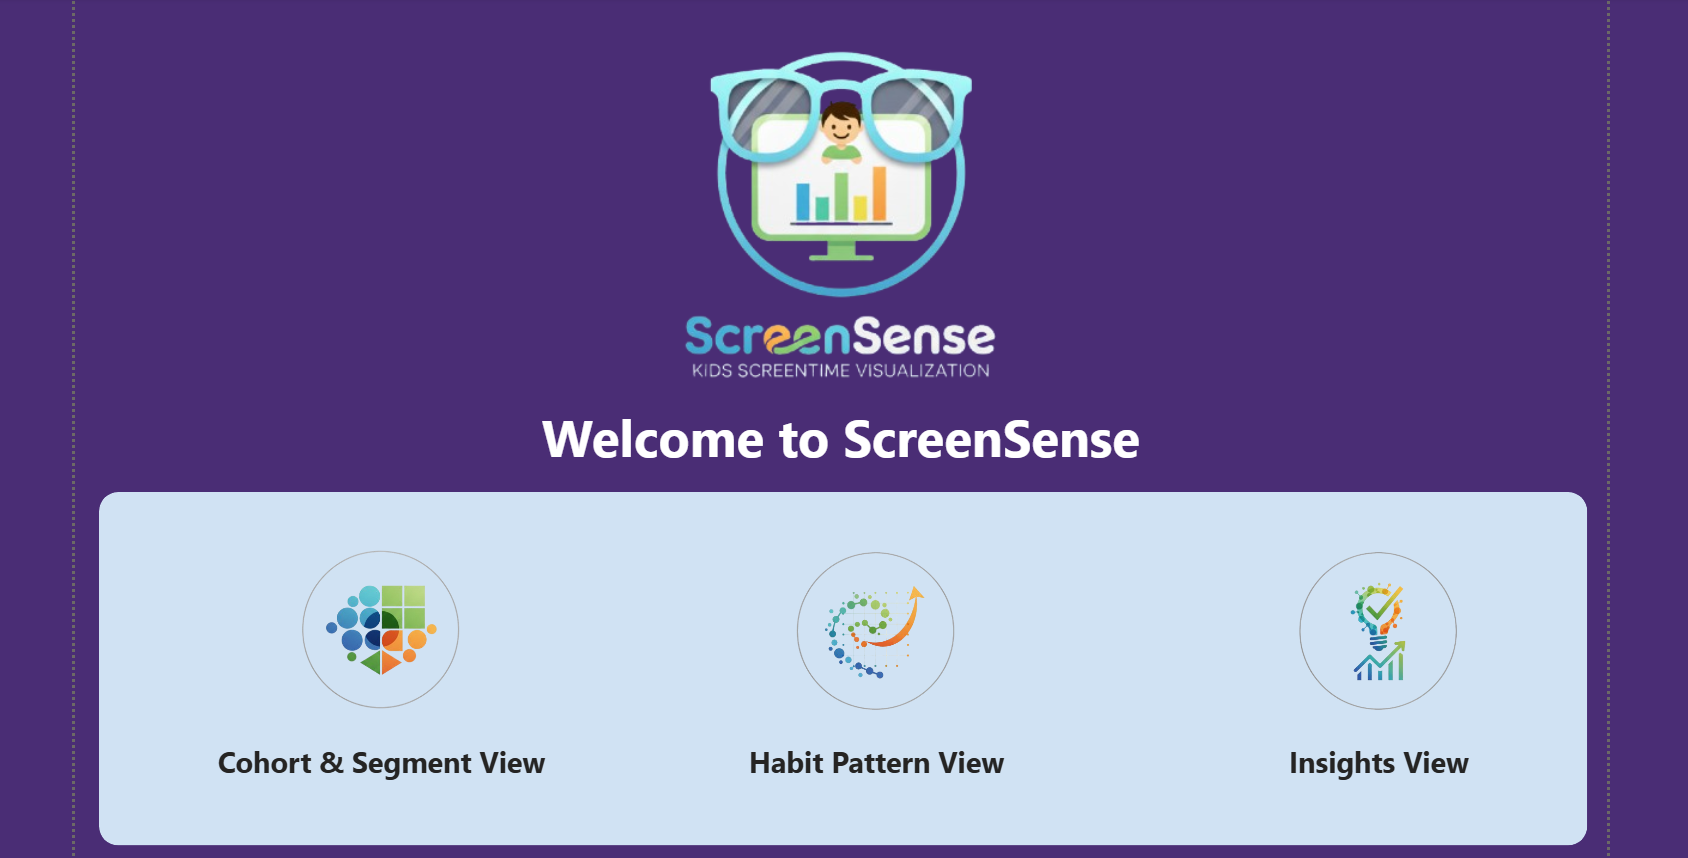 ScreenSense
KIDS SCREENTIME VISUALIZATION
Welcome to ScreenSense
Cohort & Segment View
Habit Pattern View
Insights View